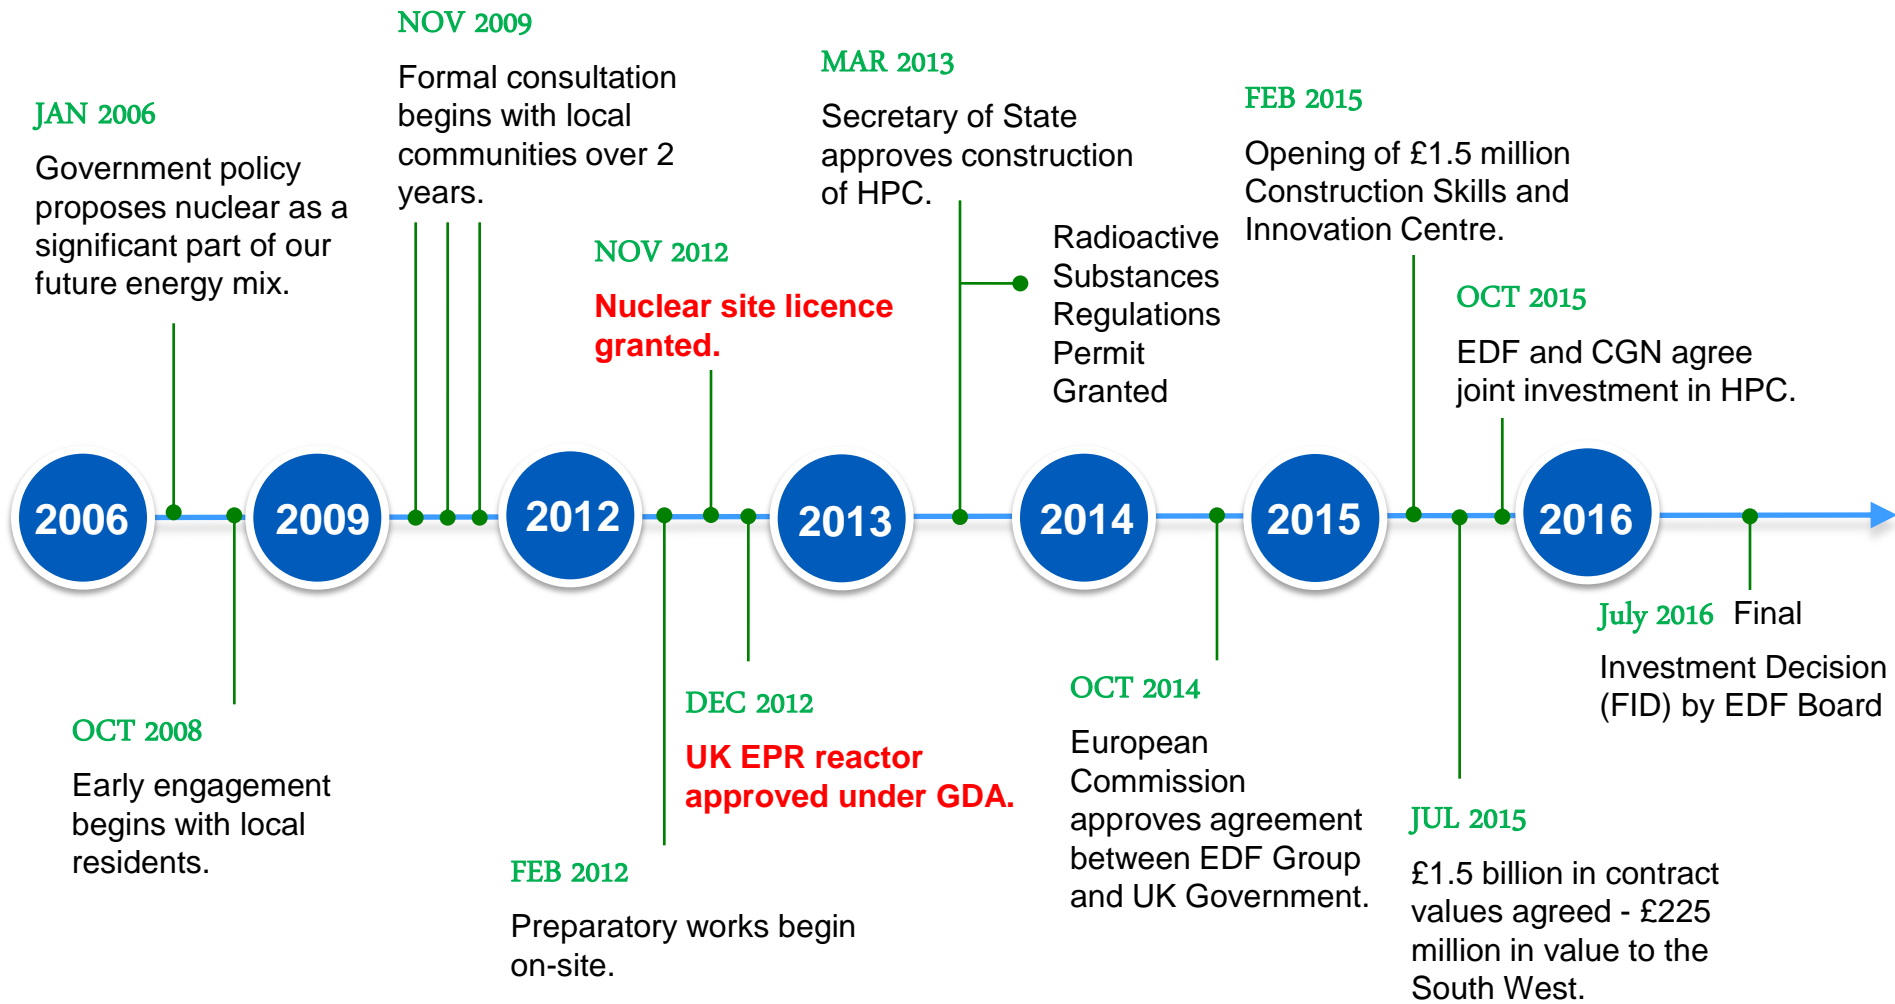 JAN 2006
Government policy
proposes nuclear as a
significant part of our
future energy mix.
NOV 2009
Formal consultation
begins with local
communities over 2
years.
NOV 2012
Nuclear site licence
granted.
MAR 2013
Secretary of State
approves construction
of HPC.
Radioactive
Substances
Regulations
Permit
Granted
FEB 2015
Opening of £1.5 million
Construction Skills and
Innovation Centre.
OCT 2015
EDF and CGN agree
joint investment in HPC.
2006
2009
2012
2013
2014
2015
2016
OCT 2008
Early engagement
begins with local
residents.
FEB 2012
Preparatory works begin
on-site.
DEC 2012
UK EPR reactor
approved under GDA.
OCT 2014
European
Commission
approves agreement
between EDF Group
and UK Government.
JUL 2015
£1.5 billion in contract
values agreed - £225
million in value to the
South West.
July 2016 Final
Investment Decision
(FID) by EDF Board